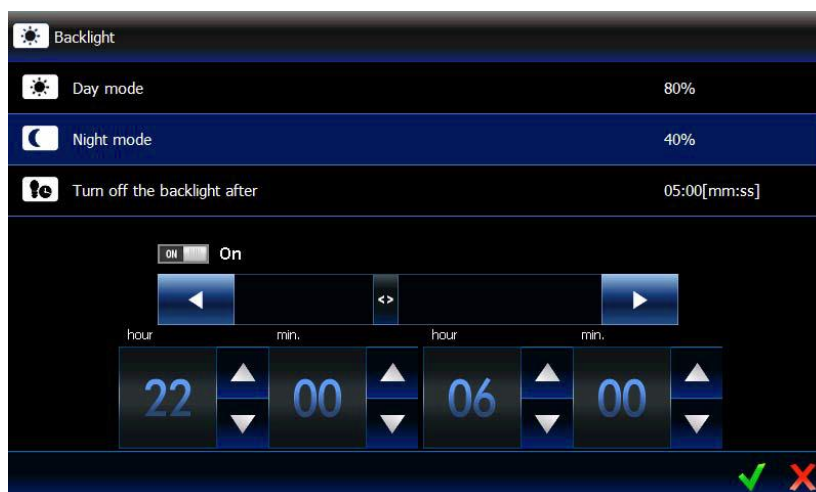 Backlight
Day mode 80%
Night mode 40%
Turn off the backlight after 05:00[mm:ss]
ON On
<>
hour min. hour min.
22 00 06 00